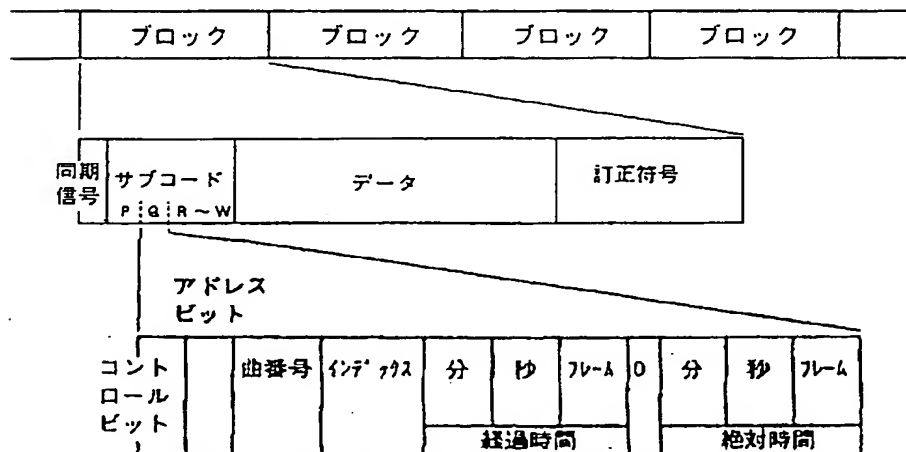 ブロック ブロック ブロック ブロック
同期
信号
サブコード
P Q R～W
データ
訂正符号
アドレス
ビット
コント
ロール
ビット
曲番号 インデックス 分 秒 フレーム 0 分 秒 フレーム
経過時間 絶対時間